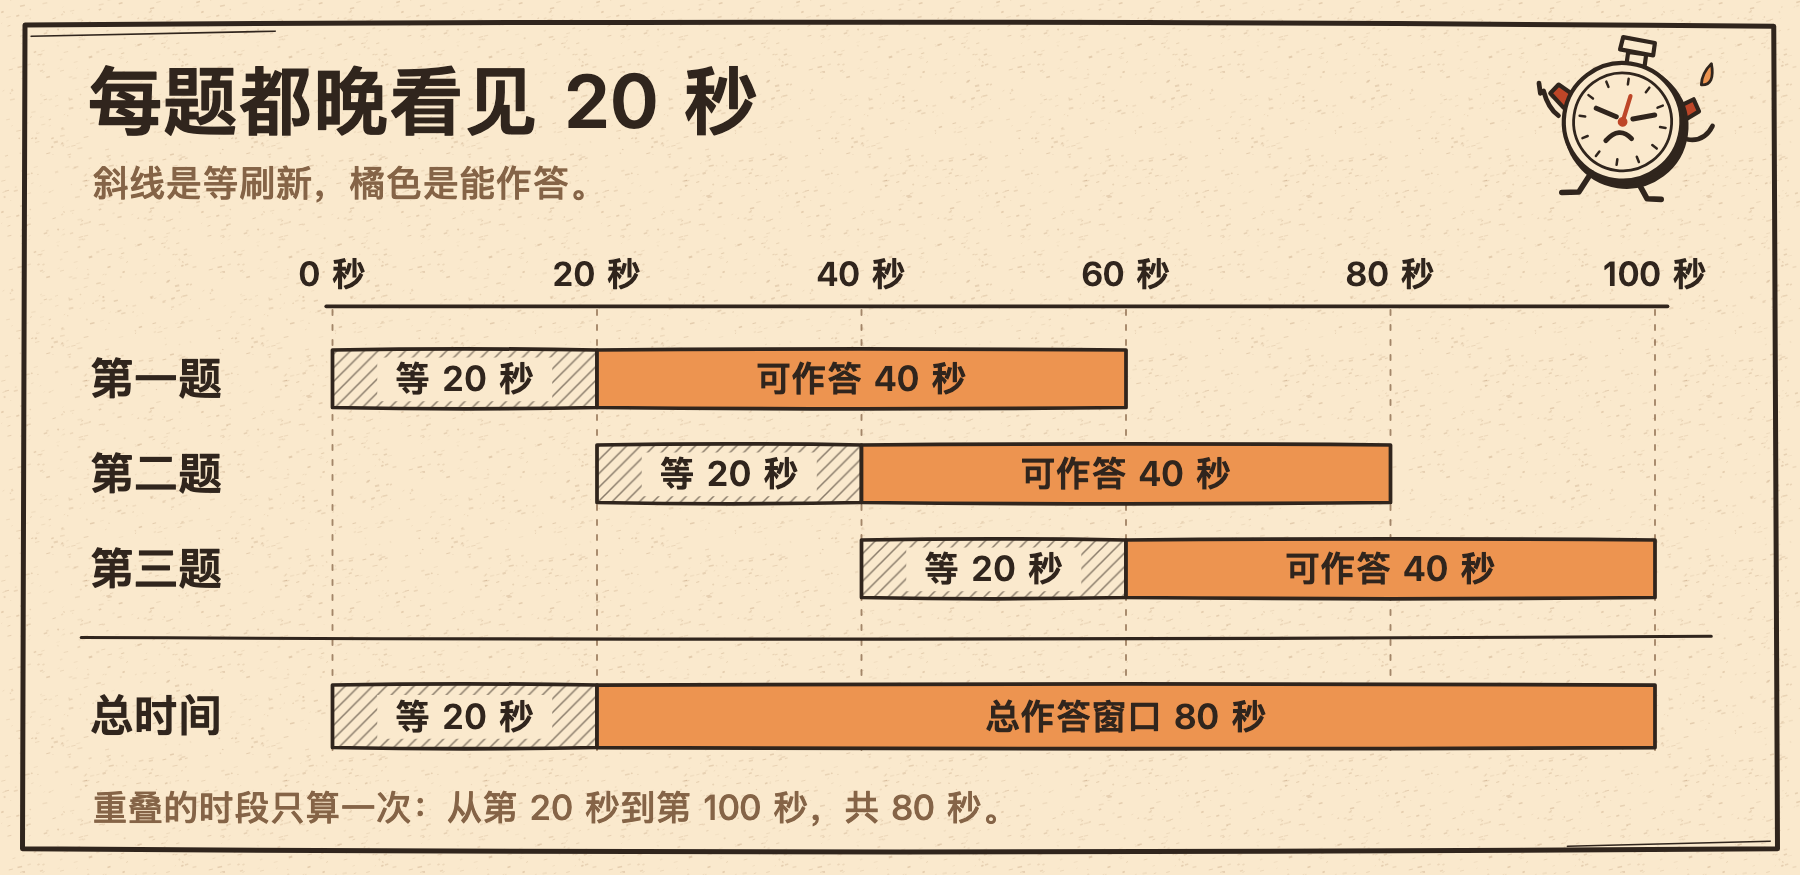 每题都晚看见 20 秒
斜线是等刷新，橘色是能作答。
0 秒 20 秒 40 秒 60 秒 80 秒 100 秒
第一题 等 20 秒 可作答 40 秒
第二题 等 20 秒 可作答 40 秒
第三题 等 20 秒 可作答 40 秒
总时间 等 20 秒 总作答窗口 80 秒
重叠的时段只算一次：从第 20 秒到第 100 秒，共 80 秒。